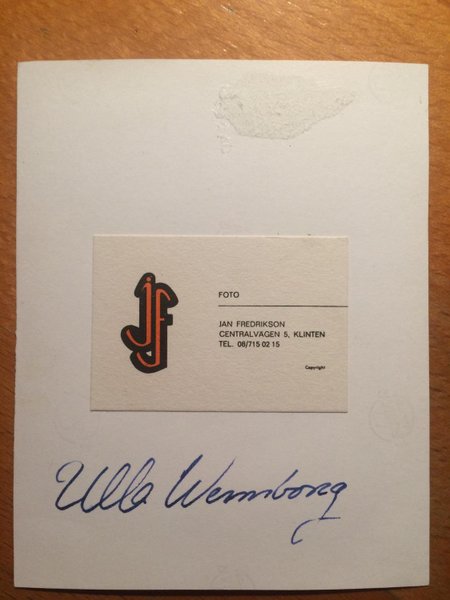 jf
FOTO
JAN FREDRIKSON
CENTRALVÄGEN 5, KLINTEN
TEL. 08/715 02 15
Copyright
Ulla Wennborg